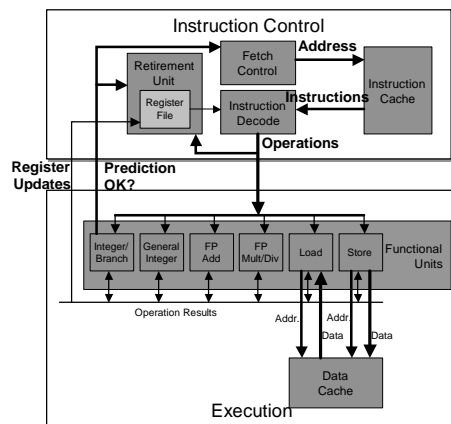 Instruction Control
Address
Fetch
Control
Retirement
Unit
Instruction
Cache
Register
File
Instructions
Instruction
Decode
Operations
Register
Updates
Prediction
OK?
Integer/
Branch
General
Integer
FP
Add
FP
Mult/Div
Load
Store
Functional
Units
Operation Results
Addr.
Addr.
Data
Data
Data
Cache
Execution